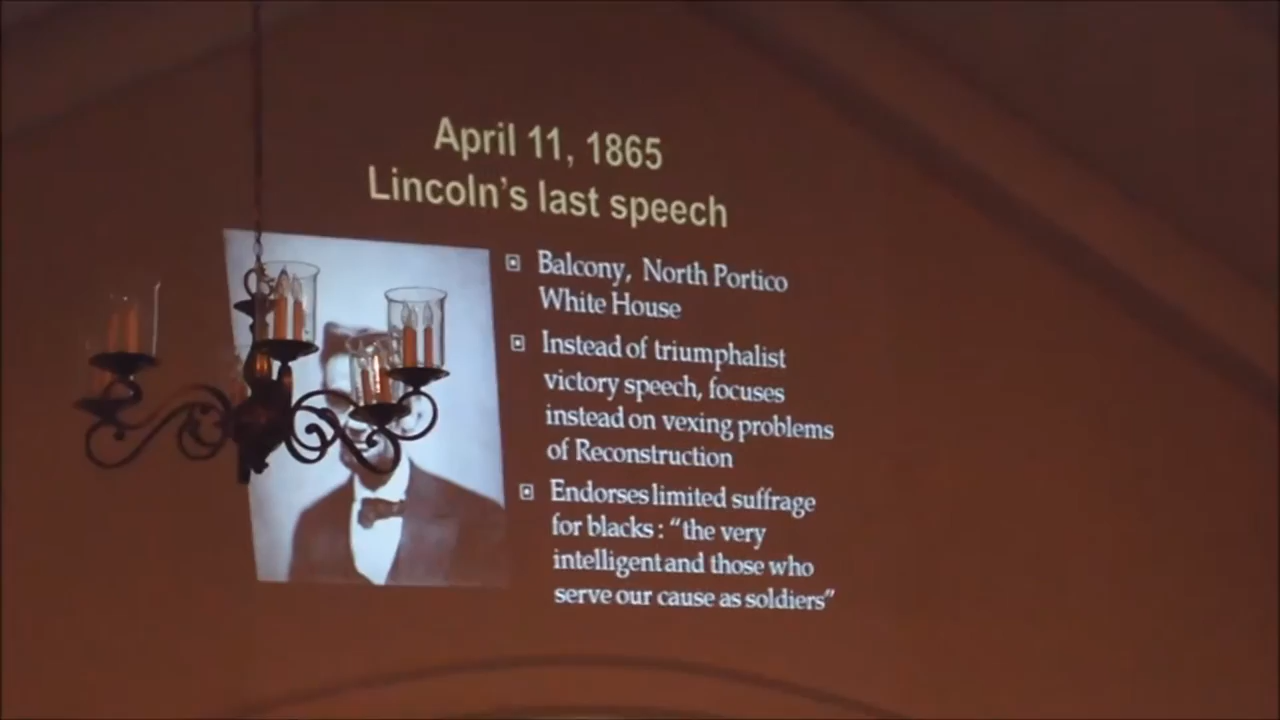 April 11, 1865
Lincoln's last speech
Balcony, North Portico
White House
Instead of triumphalist
victory speech, focuses
instead on vexing problems
of Reconstruction
Endorses limited suffrage
for blacks : “the very
intelligent and those who
serve our cause as soldiers”